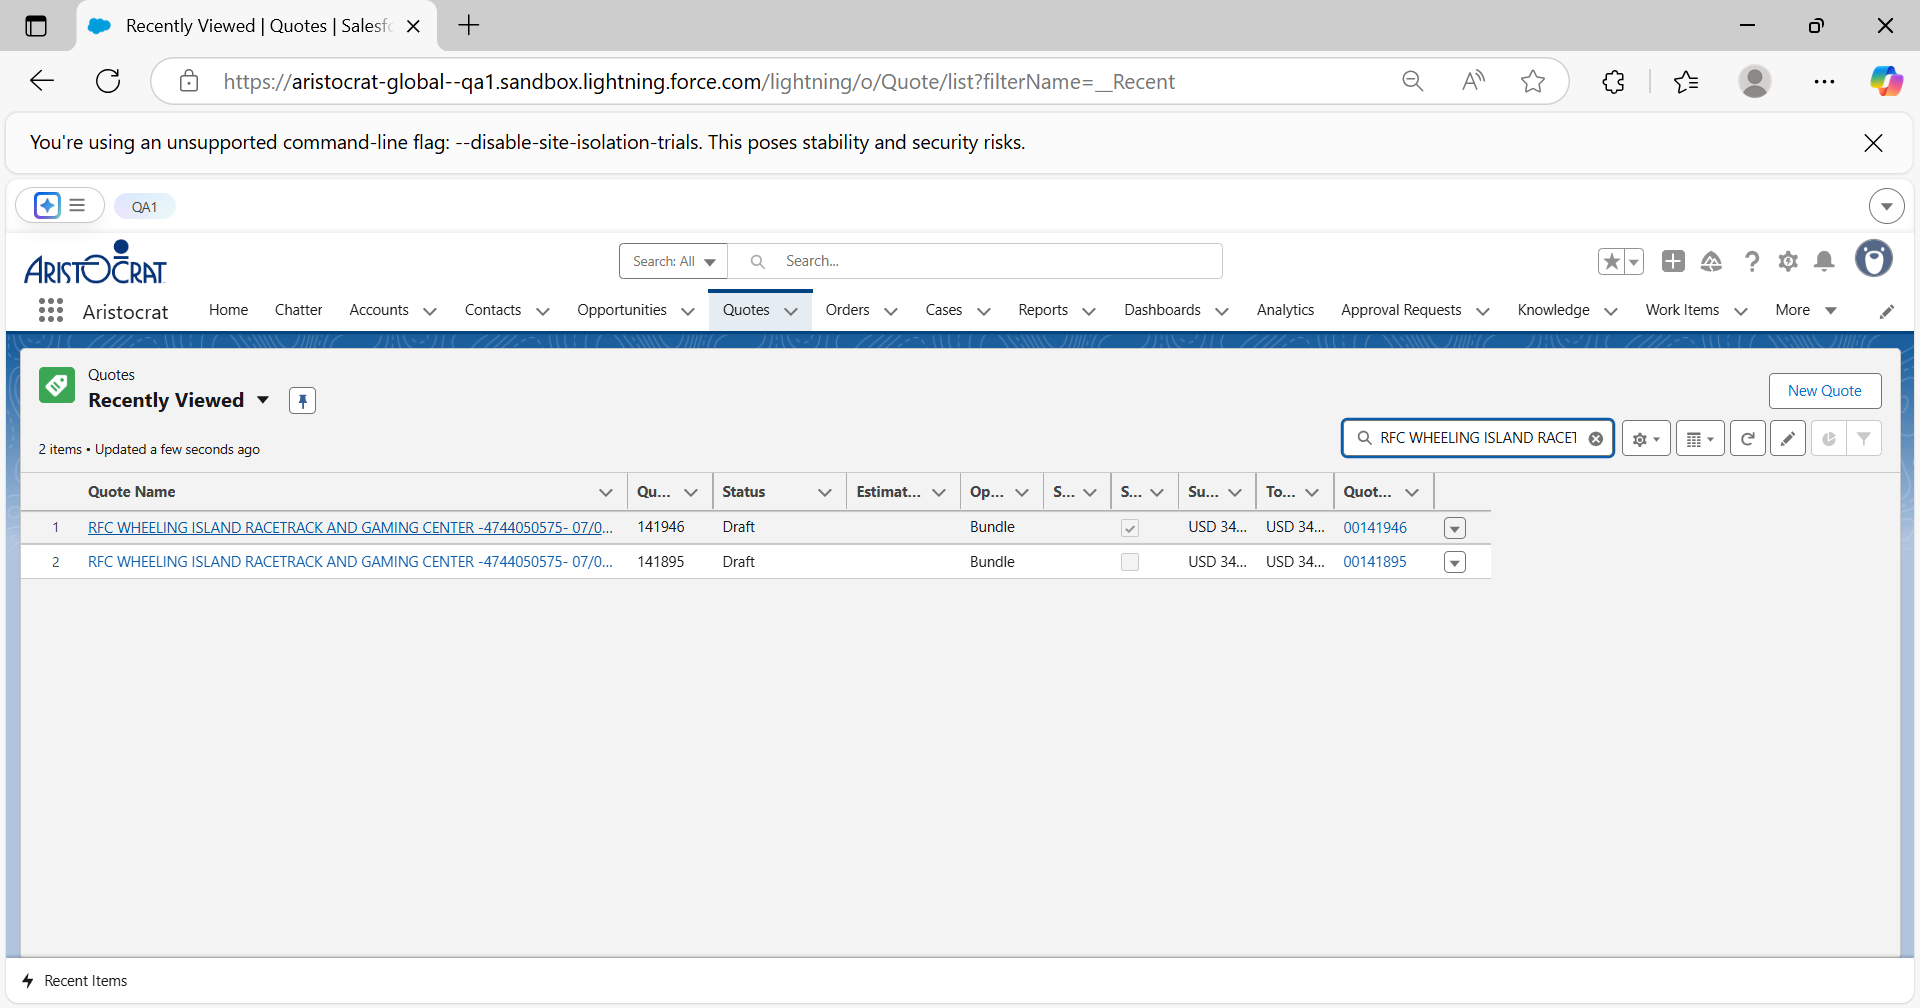 Recently Viewed | Quotes | Salesfo
https://aristocrat-global--qa1.sandbox.lightning.force.com/lightning/o/Quote/list?filterName=__Recent
You're using an unsupported command-line flag: --disable-site-isolation-trials. This poses stability and security risks.
QA1
ARISTOCRAT
Search: All
Search...
Aristocrat
Home
Chatter
Accounts
Contacts
Opportunities
Quotes
Orders
Cases
Reports
Dashboards
Analytics
Approval Requests
Knowledge
Work Items
More
Quotes
Recently Viewed
New Quote
2 items • Updated a few seconds ago
RFC WHEELING ISLAND RACET
Quote Name Qu... Status Estimat... Op... S... S... Su... To... Quot...
1 RFC WHEELING ISLAND RACETRACK AND GAMING CENTER -4744050575- 07/0... 141946 Draft Bundle USD 34... USD 34... 00141946
2 RFC WHEELING ISLAND RACETRACK AND GAMING CENTER -4744050575- 07/0... 141895 Draft Bundle USD 34... USD 34... 00141895
Recent Items